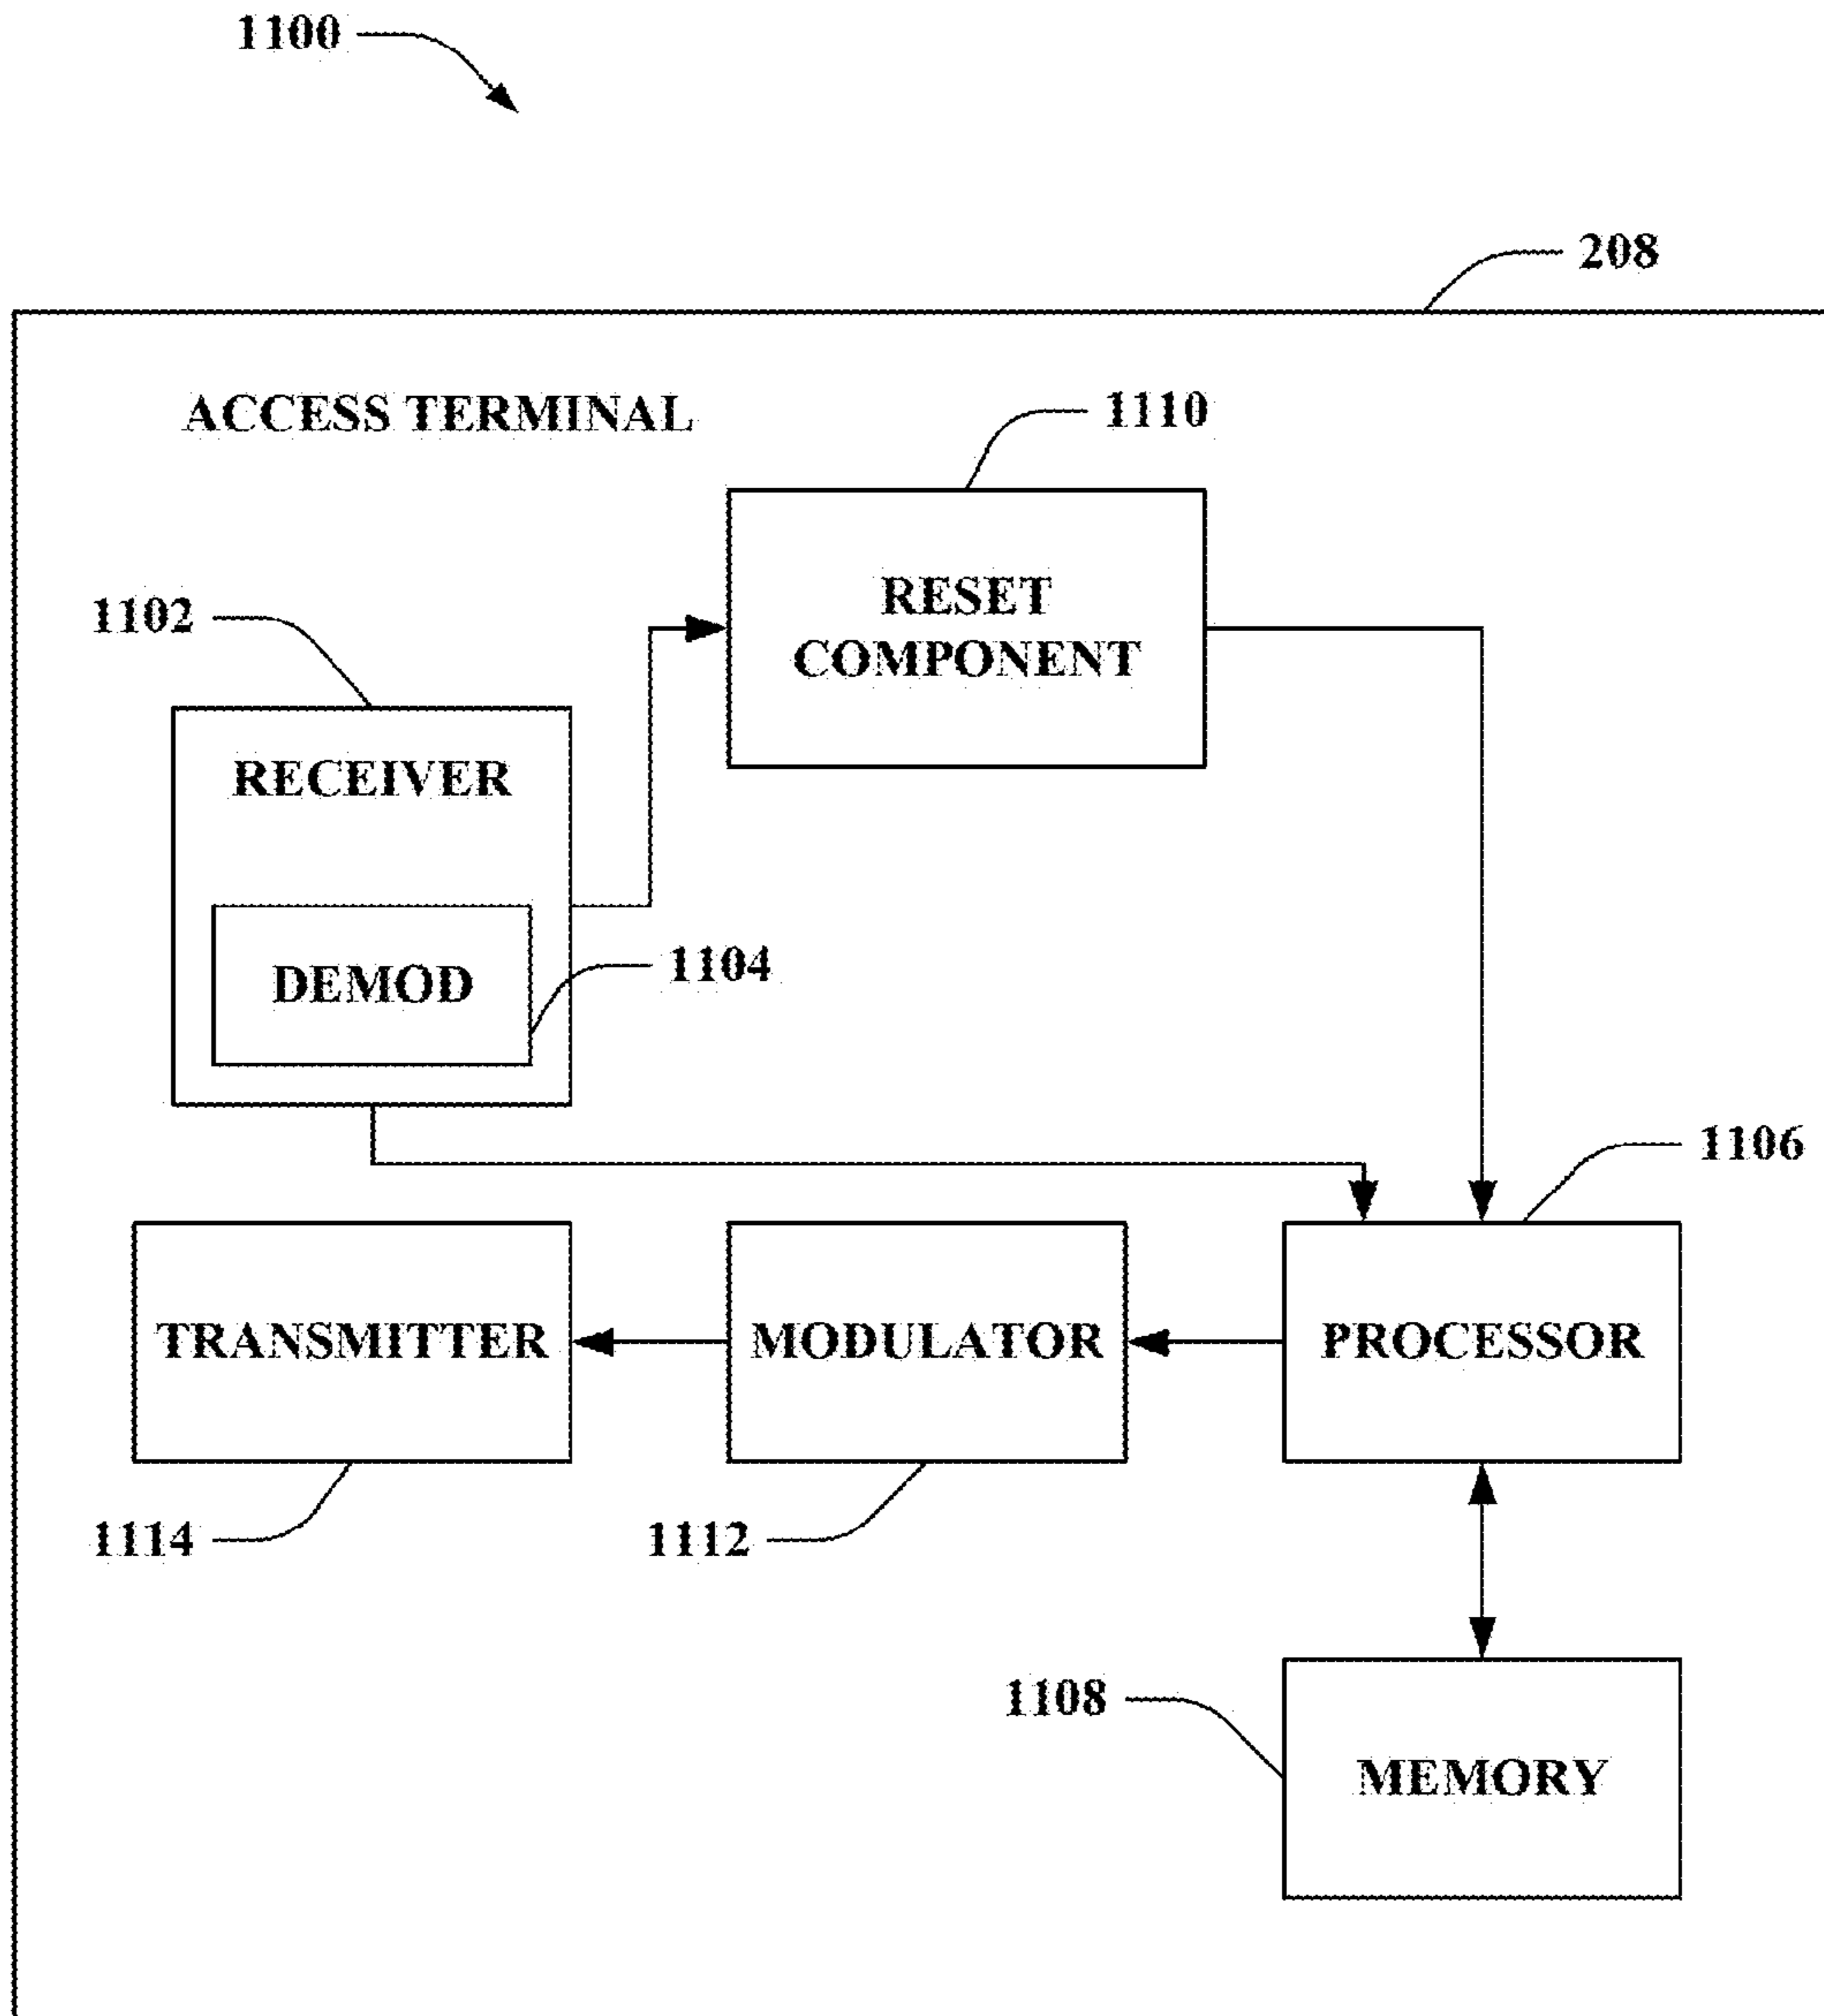 1100
208
ACCESS TERMINAL
1110
RESET
COMPONENT
1102
RECEIVER
DEMOD
1104
1106
TRANSMITTER
MODULATOR
PROCESSOR
1114
1112
1108
MEMORY